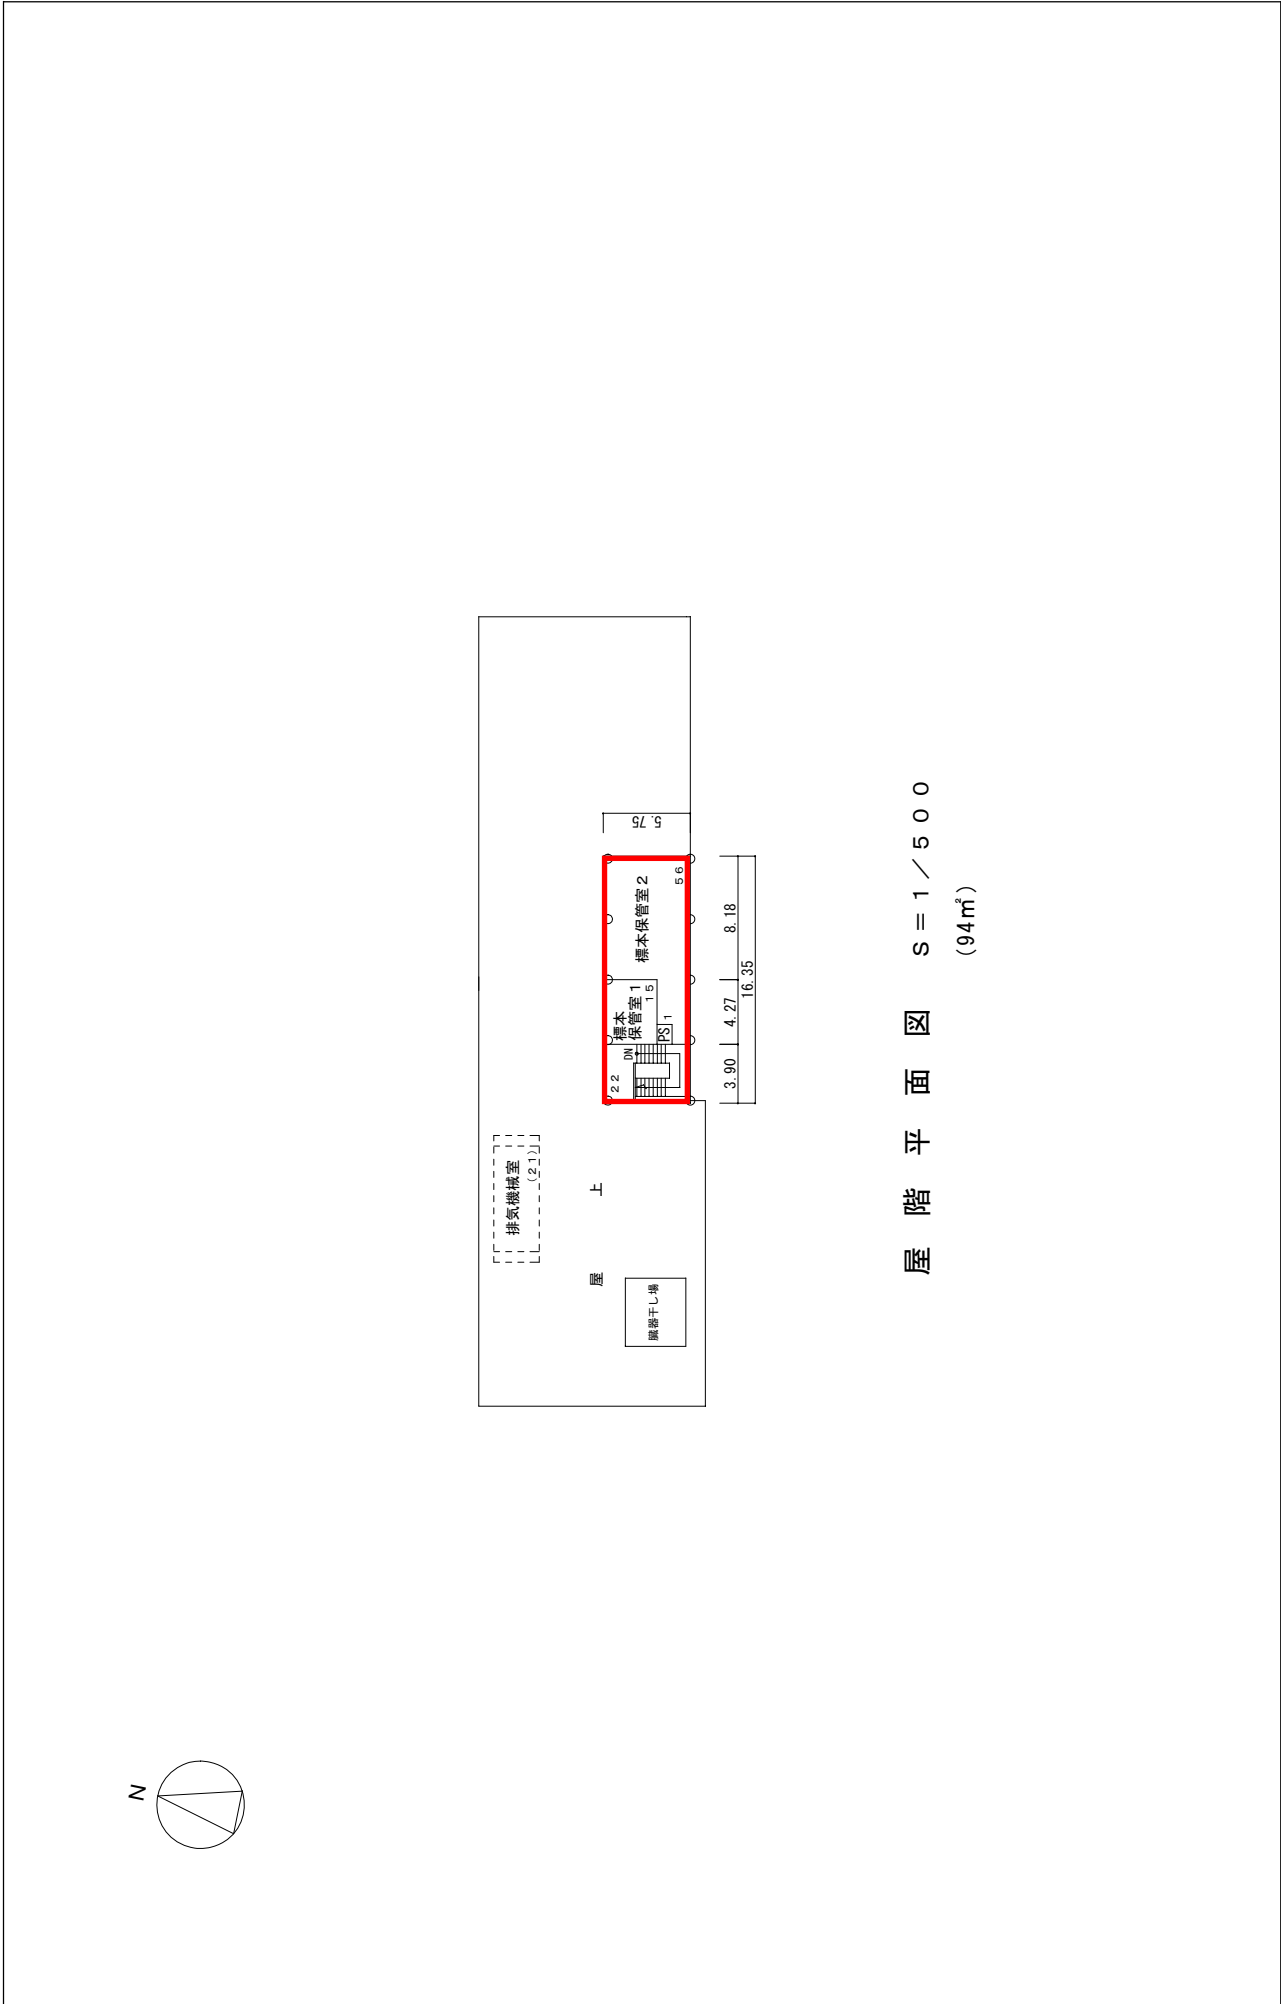 N
排気機械室
(21)
屋上
臓器干し場
22
DN
標本
保管室1
15
PS
1
標本保管室2
56
5.75
3.90
4.27
8.18
16.35
屋階平面図 S=1/500
(94㎡)